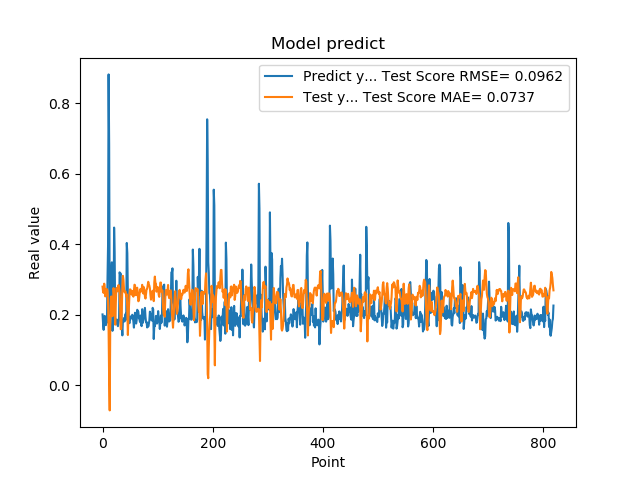 Model predict
Predict y... Test Score RMSE= 0.0962
Test y... Test Score MAE= 0.0737
Real value
0.8
0.6
0.4
0.2
0.0
0 200 400 600 800
Point